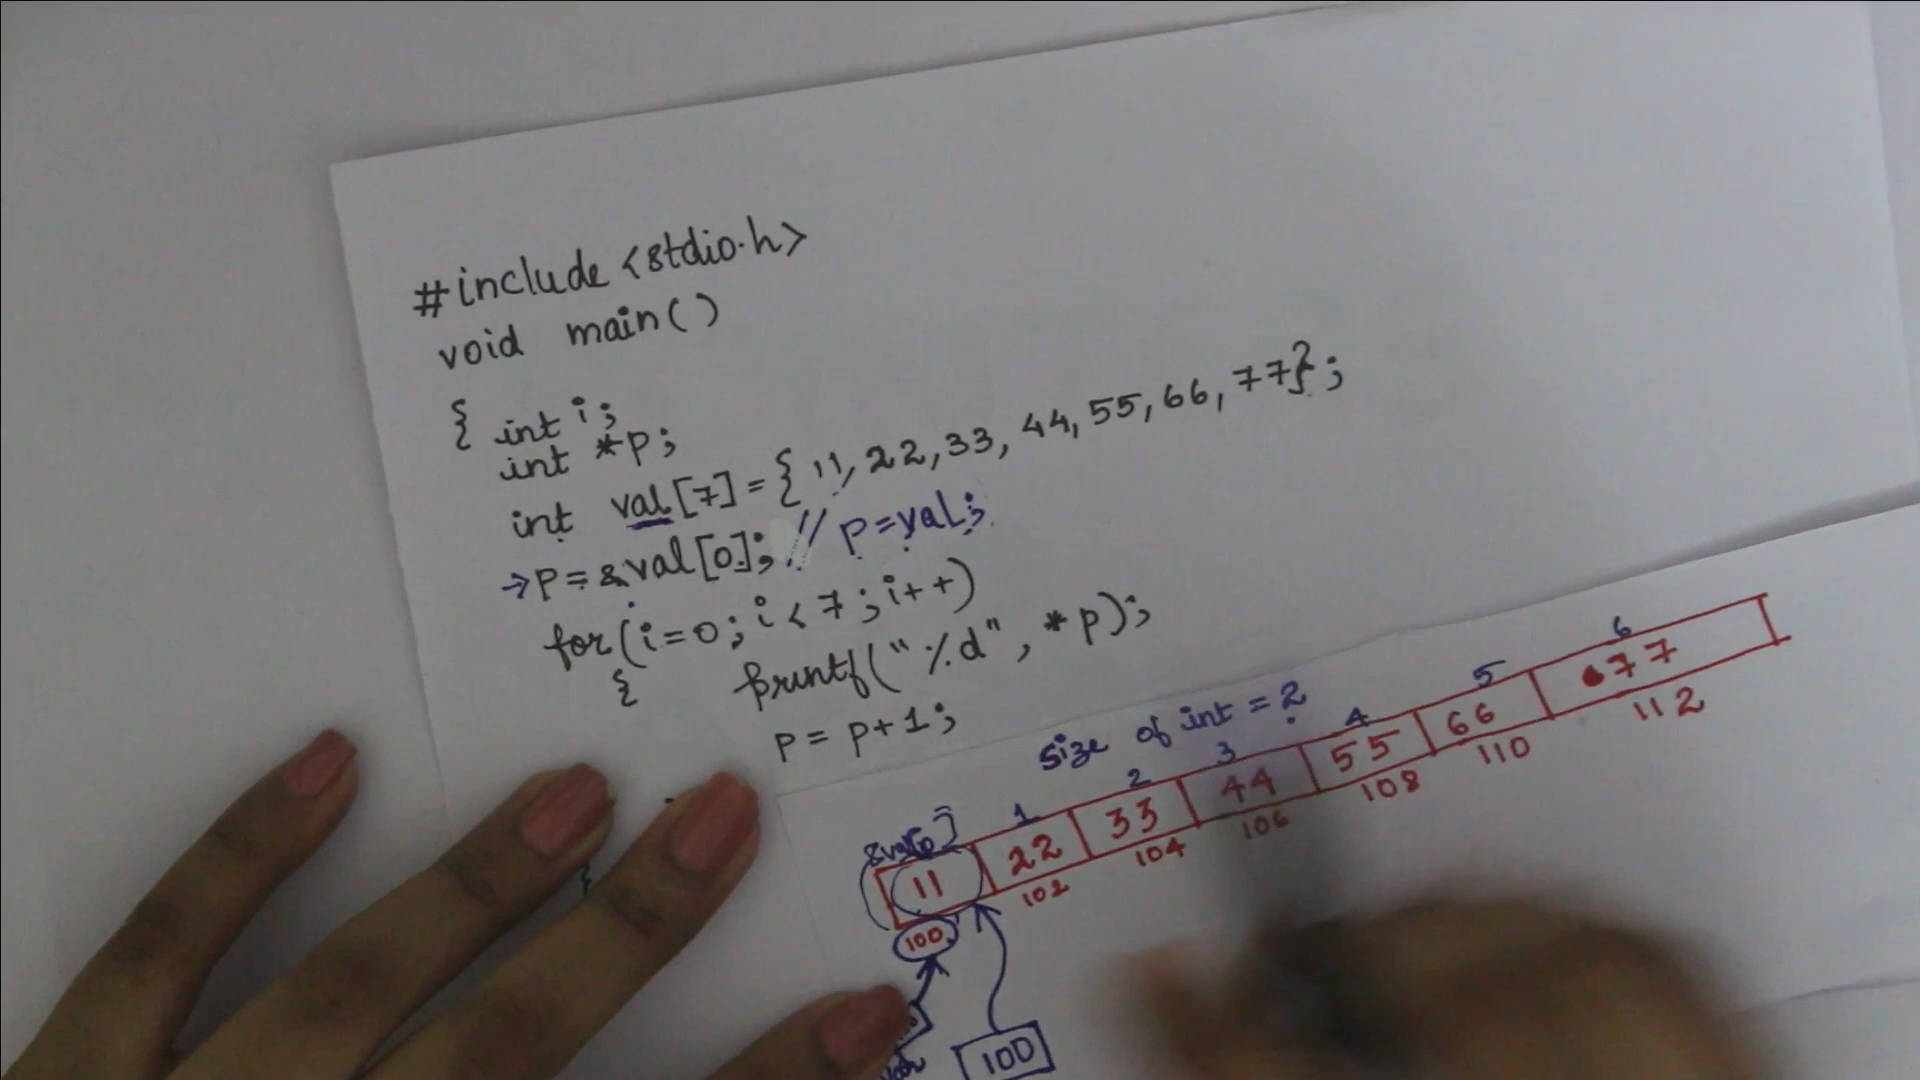 #include <stdio.h>
void main()
{ int i;
int *p;
int val[7] = { 11, 22, 33, 44, 55, 66, 77};
→ p = &val[0]; // p=val;
for(i=0; i<7; i++)
{ printf("%d", *p);
p = p+1;
size of int = 2
&val[0] 1 2 3 4 5 6
11 22 33 44 55 66 77
100 102 104 106 108 110 112
100